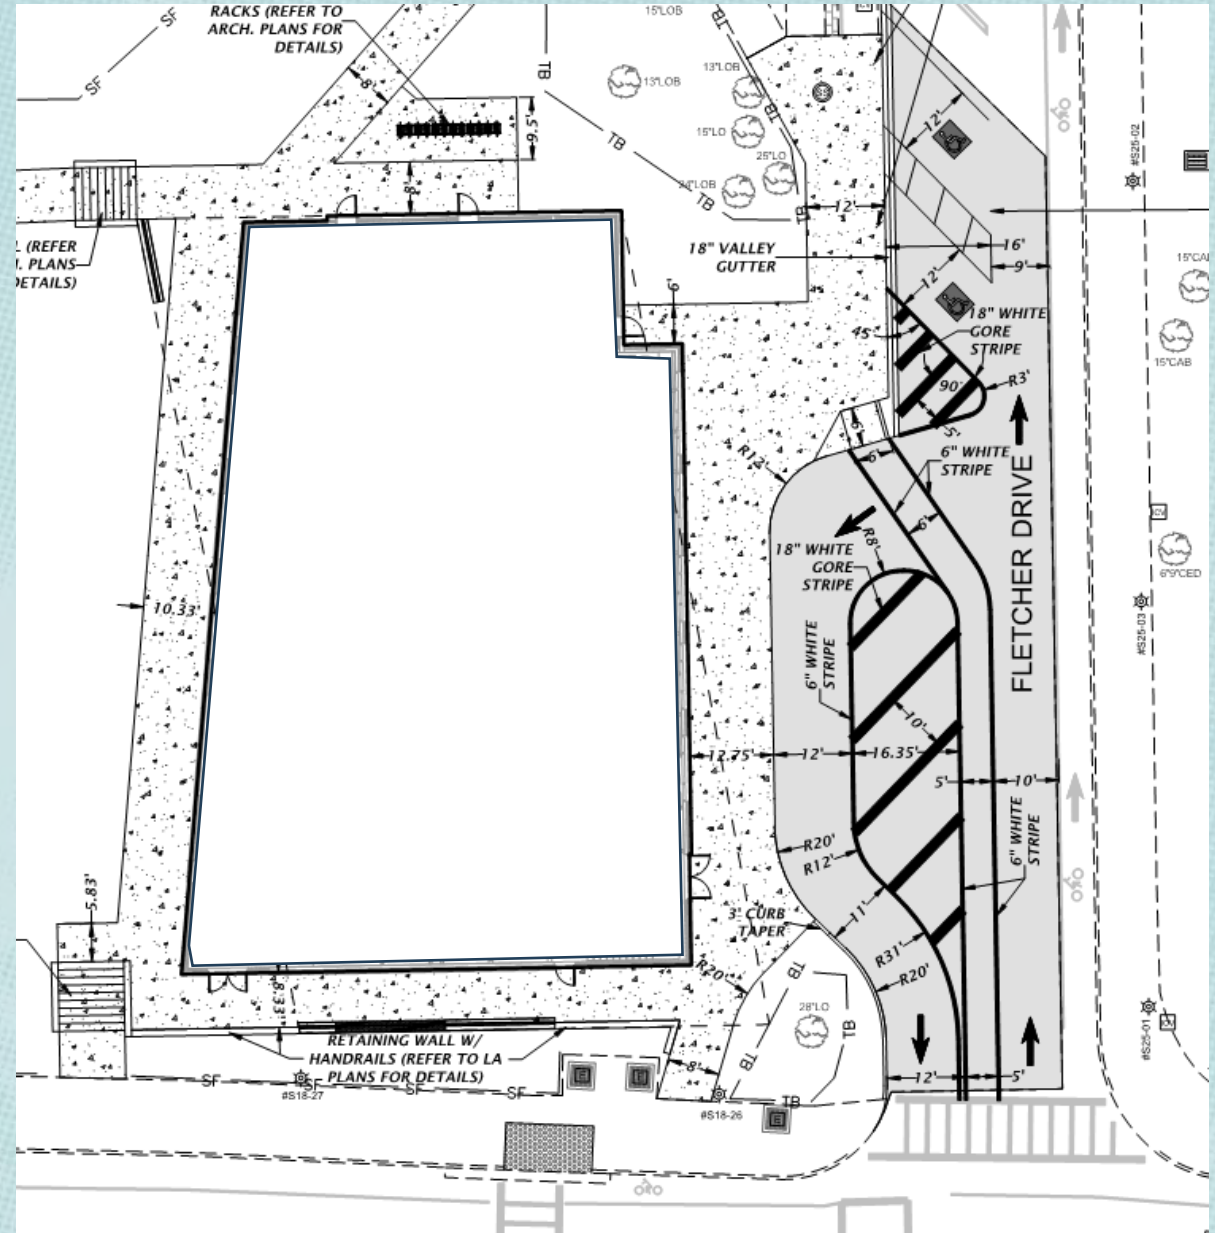 RACKS (REFER TO
ARCH. PLANS FOR
DETAILS)
SF
SF
8'
9.5'
8'
TB
TB
TB
TB
TB
TB
15"LOB
13"LOB
13"LOB
15"LO
25"LO
12'
12'
16'
9'
12'
18" VALLEY
GUTTER
#S25-02
15"CAB
L (REFER
PLANS
DETAILS)
6'
45
18" WHITE
GORE
STRIPE
90°
R3'
5'
6'
6'
6" WHITE
STRIPE
R12'
6'
R8'
18" WHITE
GORE
STRIPE
FLETCHER DRIVE
6"9"CED
#S25-03
10.33'
6" WHITE
STRIPE
10'
12.75'
12'
16.35'
5'
10'
6" WHITE
STRIPE
R20'
R12'
5.83'
3' CURB
TAPER
11'
R31'
R20'
R20'
8.33'
TB
TB
TB
TB
28"LO
RETAINING WALL W/
HANDRAILS (REFER TO LA
PLANS FOR DETAILS)
8'
12'
5'
SF
SF
SF
SF
#S18-27
#S18-26
E
E
E
#S25-01